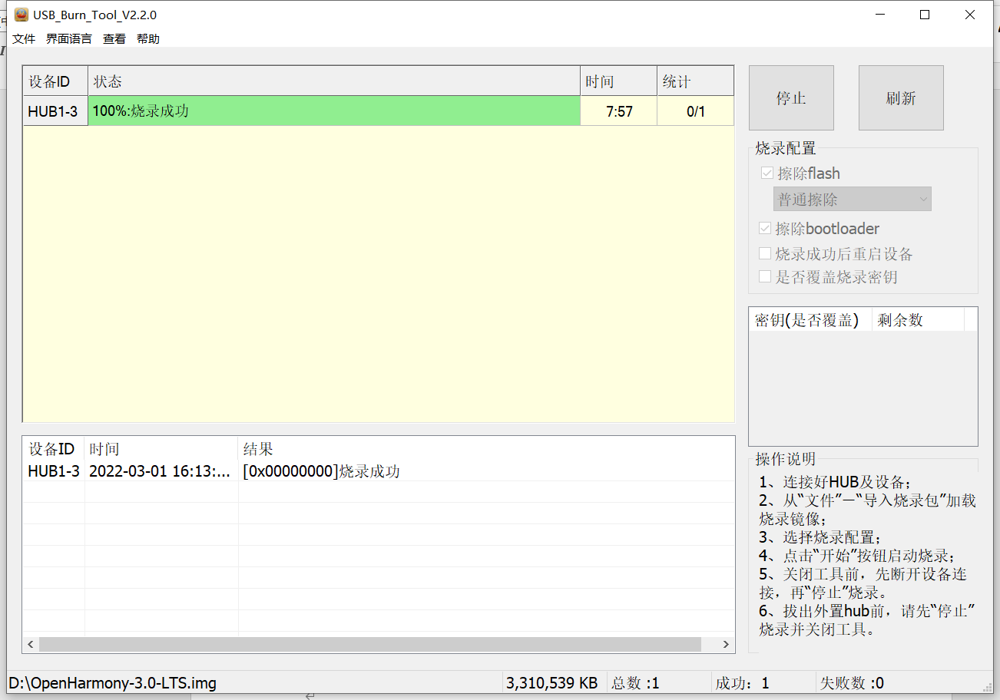 USB_Burn_Tool_V2.2.0
文件 界面语言 查看 帮助
设备ID 状态 时间 统计
HUB1-3 100%:烧录成功 7:57 0/1
停止 刷新
烧录配置
擦除flash
普通擦除
擦除bootloader
烧录成功后重启设备
是否覆盖烧录密钥
密钥(是否覆盖) 剩余数
设备ID 时间 结果
HUB1-3 2022-03-01 16:13:... [0x00000000]烧录成功
操作说明
1、连接好HUB及设备；
2、从“文件”—“导入烧录包”加载
烧录镜像；
3、选择烧录配置；
4、点击“开始”按钮启动烧录；
5、关闭工具前，先断开设备连
接，再“停止”烧录。
6、拔出外置hub前，请先“停止”
烧录并关闭工具。
D:\OpenHarmony-3.0-LTS.img 3,310,539 KB 总数 :1 成功： 1 失败数 :0